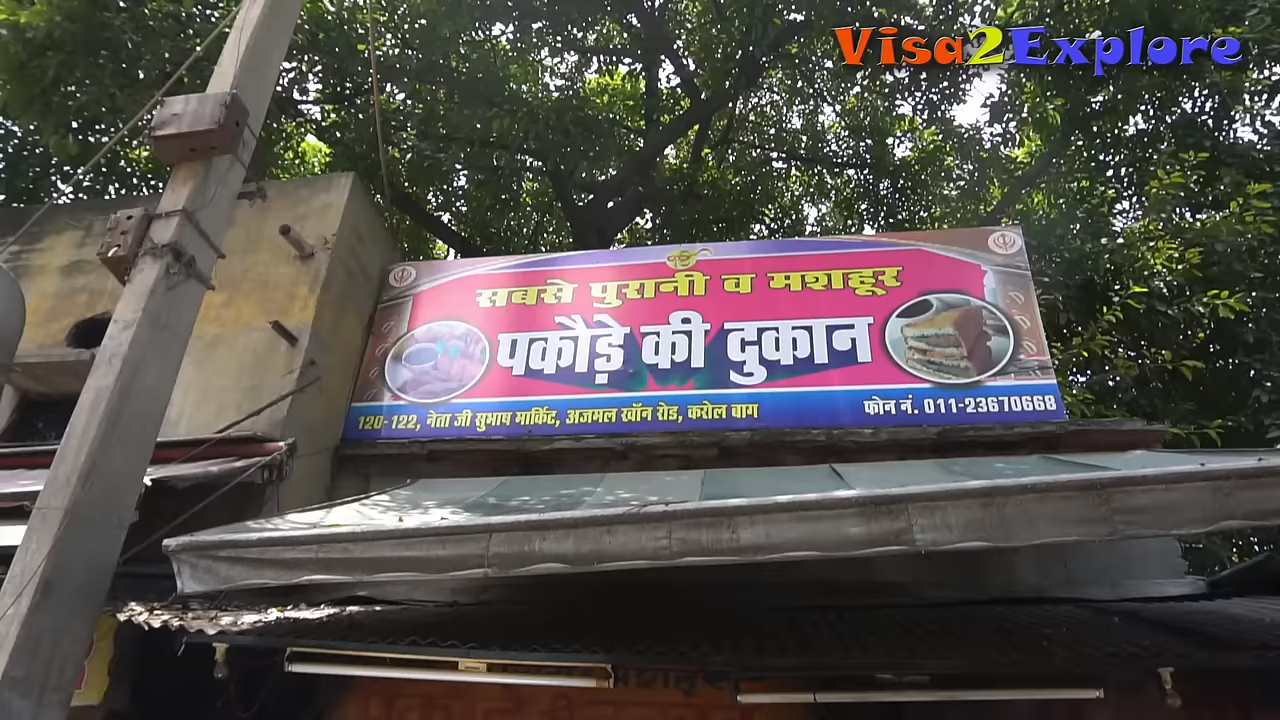 Visa2Explore
ੴ
सबसे पुरानी व मशहूर
पकौड़े की दुकान
120-122, नेता जी सुभाष मार्किट, अजमल खाँन रोड, करोल बाग
फोन नं. 011-23670668